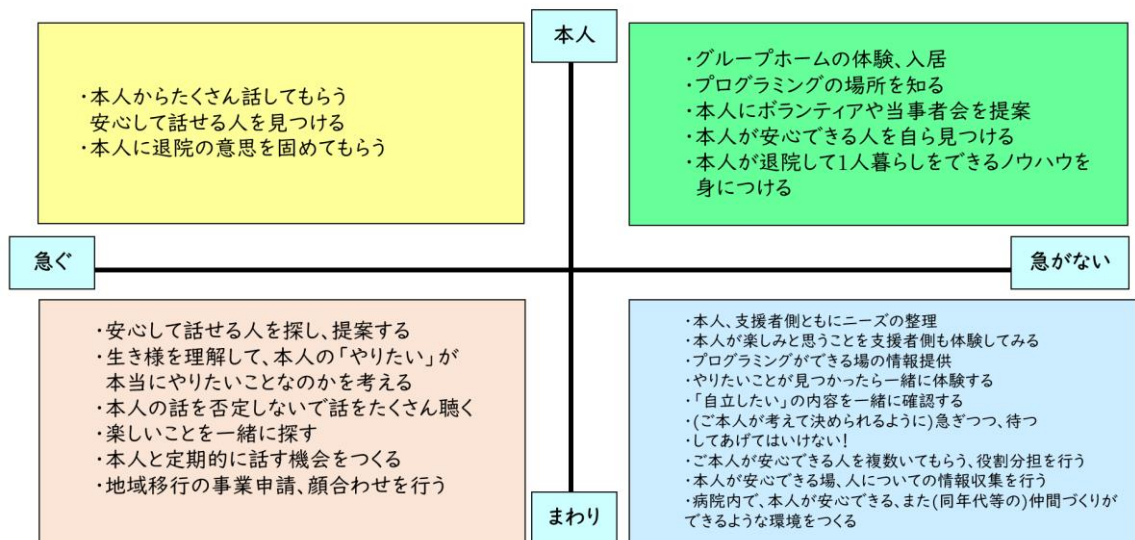 本人
・本人からたくさん話してもらう
安心して話せる人を見つける
・本人に退院の意思を固めてもらう
・グループホームの体験、入居
・プログラミングの場所を知る
・本人にボランティアや当事者会を提案
・本人が安心できる人を自ら見つける
・本人が退院して1人暮らしをできるノウハウを
身につける
急ぐ
急がない
・安心して話せる人を探し、提案する
・生き様を理解して、本人の「やりたい」が
本当にやりたいことなのかを考える
・本人の話を否定しないで話をたくさん聴く
・楽しいことを一緒に探す
・本人と定期的に話す機会をつくる
・地域移行の事業申請、顔合わせを行う
・本人、支援者側ともにニーズの整理
・本人が楽しみと思うことを支援者側も体験してみる
・プログラミングができる場の情報提供
・やりたいことが見つかったら一緒に体験する
・「自立したい」の内容を一緒に確認する
・(ご本人が考えて決められるように)急ぎつつ、待つ
・してあげてはいけない!
・ご本人が安心できる人を複数いてもらう、役割分担を行う
・本人が安心できる場、人についての情報収集を行う
・病院内で、本人が安心できる、また(同年代等の)仲間づくりが
できるような環境をつくる
まわり